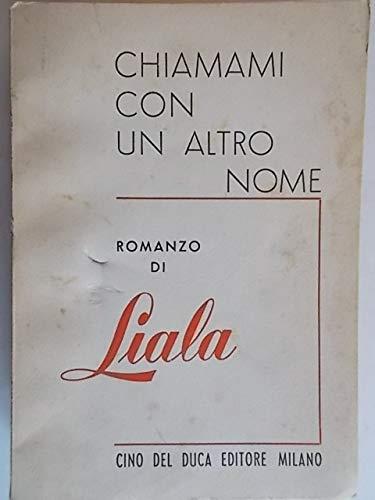 CHIAMAMI
CON
UN ALTRO
NOME
ROMANZO
DI
Liala
CINO DEL DUCA EDITORE MILANO